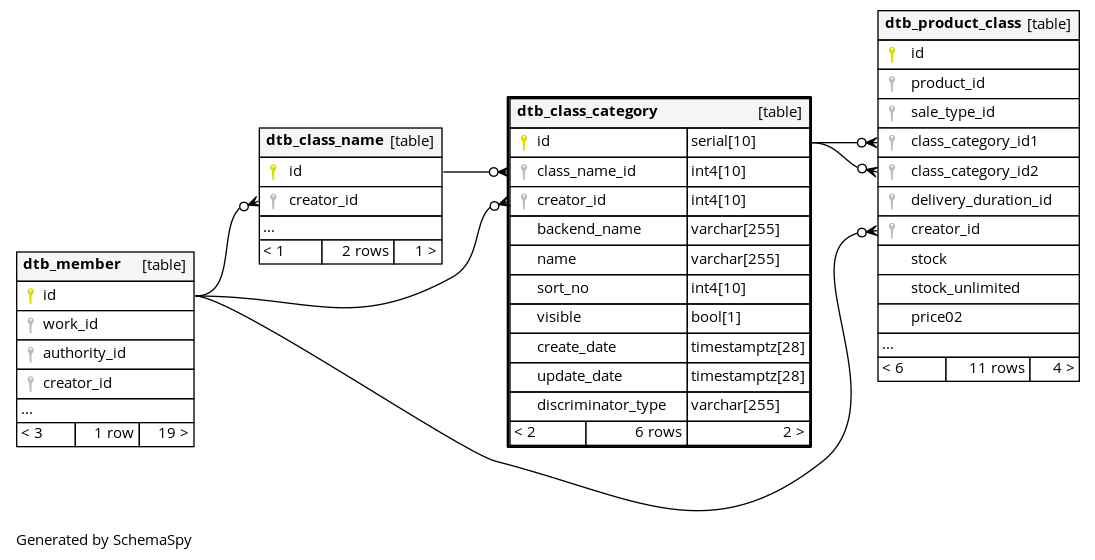 dtb_member [table]
id
work_id
authority_id
creator_id
...
< 3 1 row 19 >
dtb_class_name [table]
id
creator_id
...
< 1 2 rows 1 >
dtb_class_category [table]
id serial[10]
class_name_id int4[10]
creator_id int4[10]
backend_name varchar[255]
name varchar[255]
sort_no int4[10]
visible bool[1]
create_date timestamptz[28]
update_date timestamptz[28]
discriminator_type varchar[255]
< 2 6 rows 2 >
dtb_product_class [table]
id
product_id
sale_type_id
class_category_id1
class_category_id2
delivery_duration_id
creator_id
stock
stock_unlimited
price02
...
< 6 11 rows 4 >
Generated by SchemaSpy